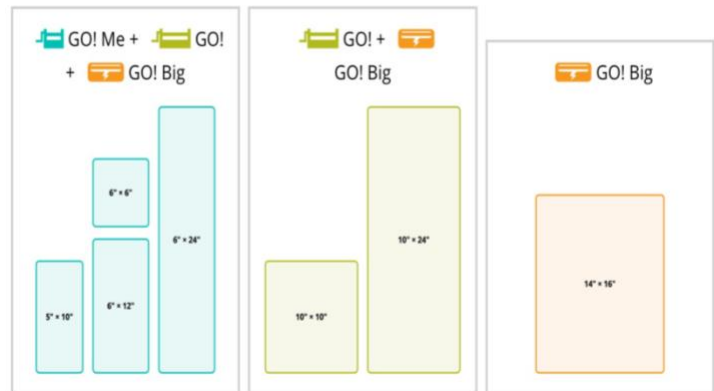 GO! Me + GO!
+ GO! Big
6" × 6"
6" × 24"
5" × 10"
6" × 12"
GO! +
GO! Big
10" × 24"
10" × 10"
GO! Big
14" × 16"